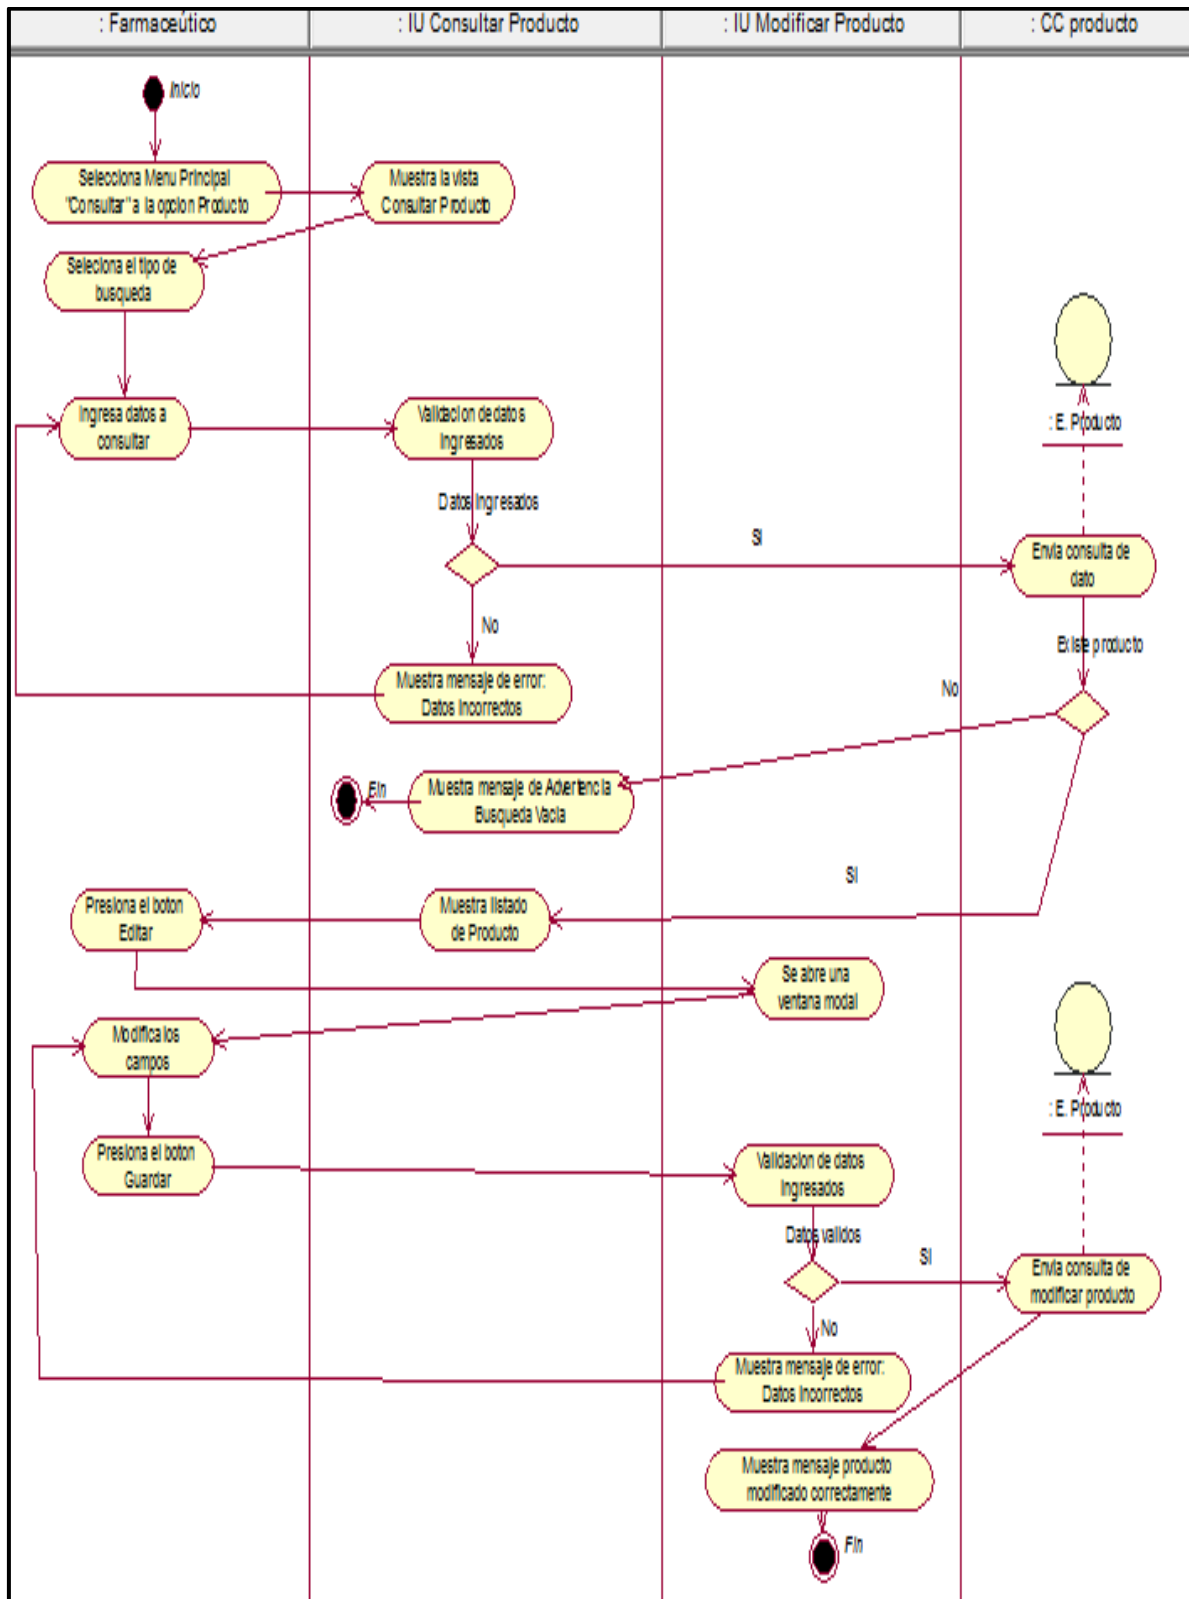 : Farmaceútico
: IU Consultar Producto
: IU Modificar Producto
: CC producto
Inicio
Selecciona Menu Principal
"Consultar" a la opcion Producto
Muestra la vista
Consultar Producto
Seleciona el tipo de
busqueda
Ingresa datos a
consultar
Validacion de datos
Ingresados
: E. Producto
Datos Ingresados
SI
Envia consulta de
dato
No
Existe producto
Muestra mensaje de error:
Datos Incorrectos
No
Fin
Muestra mensaje de Advertencia
Busqueda Vacia
SI
Presiona el boton
Editar
Muestra listado
de Producto
Se abre una
ventana modal
Modifica los
campos
: E. Producto
Presiona el boton
Guardar
Validacion de datos
Ingresados
Datos validos
SI
Envia consulta de
modificar producto
No
Muestra mensaje de error:
Datos Incorrectos
Muestra mensaje producto
modificado correctamente
Fin